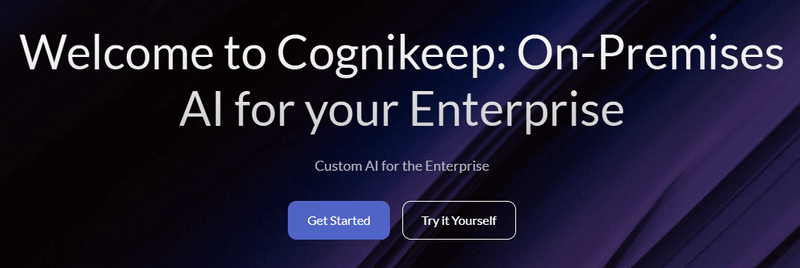 Welcome to Cognikeep: On-Premises
AI for your Enterprise
Custom AI for the Enterprise
Get Started
Try it Yourself